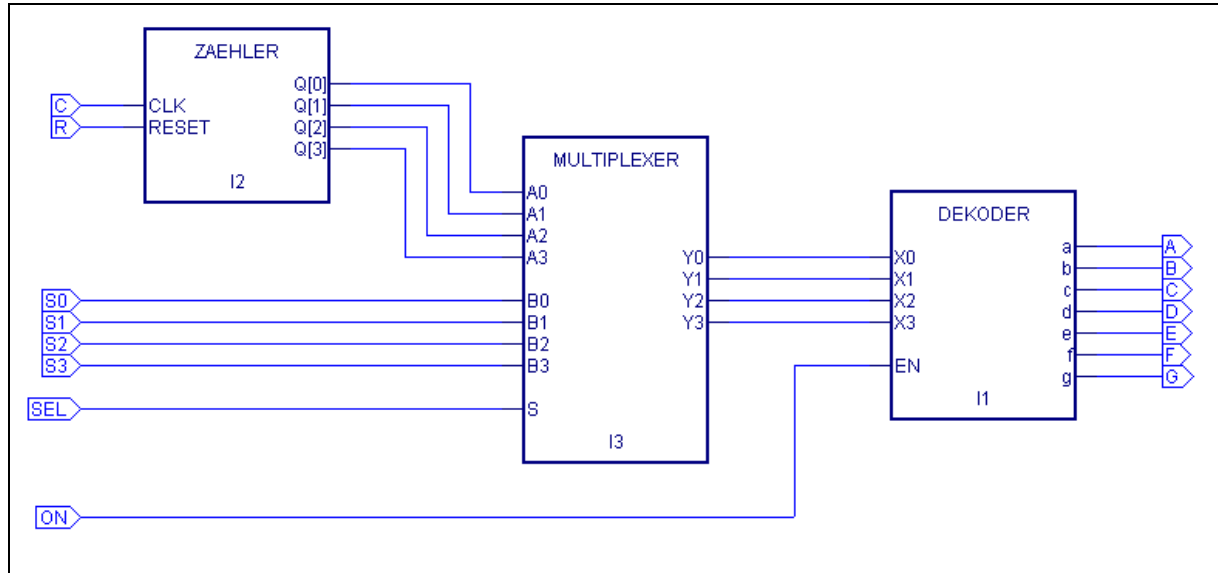 ZAEHLER
C
R
CLK
RESET
Q[0]
Q[1]
Q[2]
Q[3]
I2
MULTIPLEXER
A0
A1
A2
A3
S0
S1
S2
S3
B0
B1
B2
B3
SEL
S
Y0
Y1
Y2
Y3
I3
ON
DEKODER
X0
X1
X2
X3
EN
a
b
c
d
e
f
g
I1
A
B
C
D
E
F
G